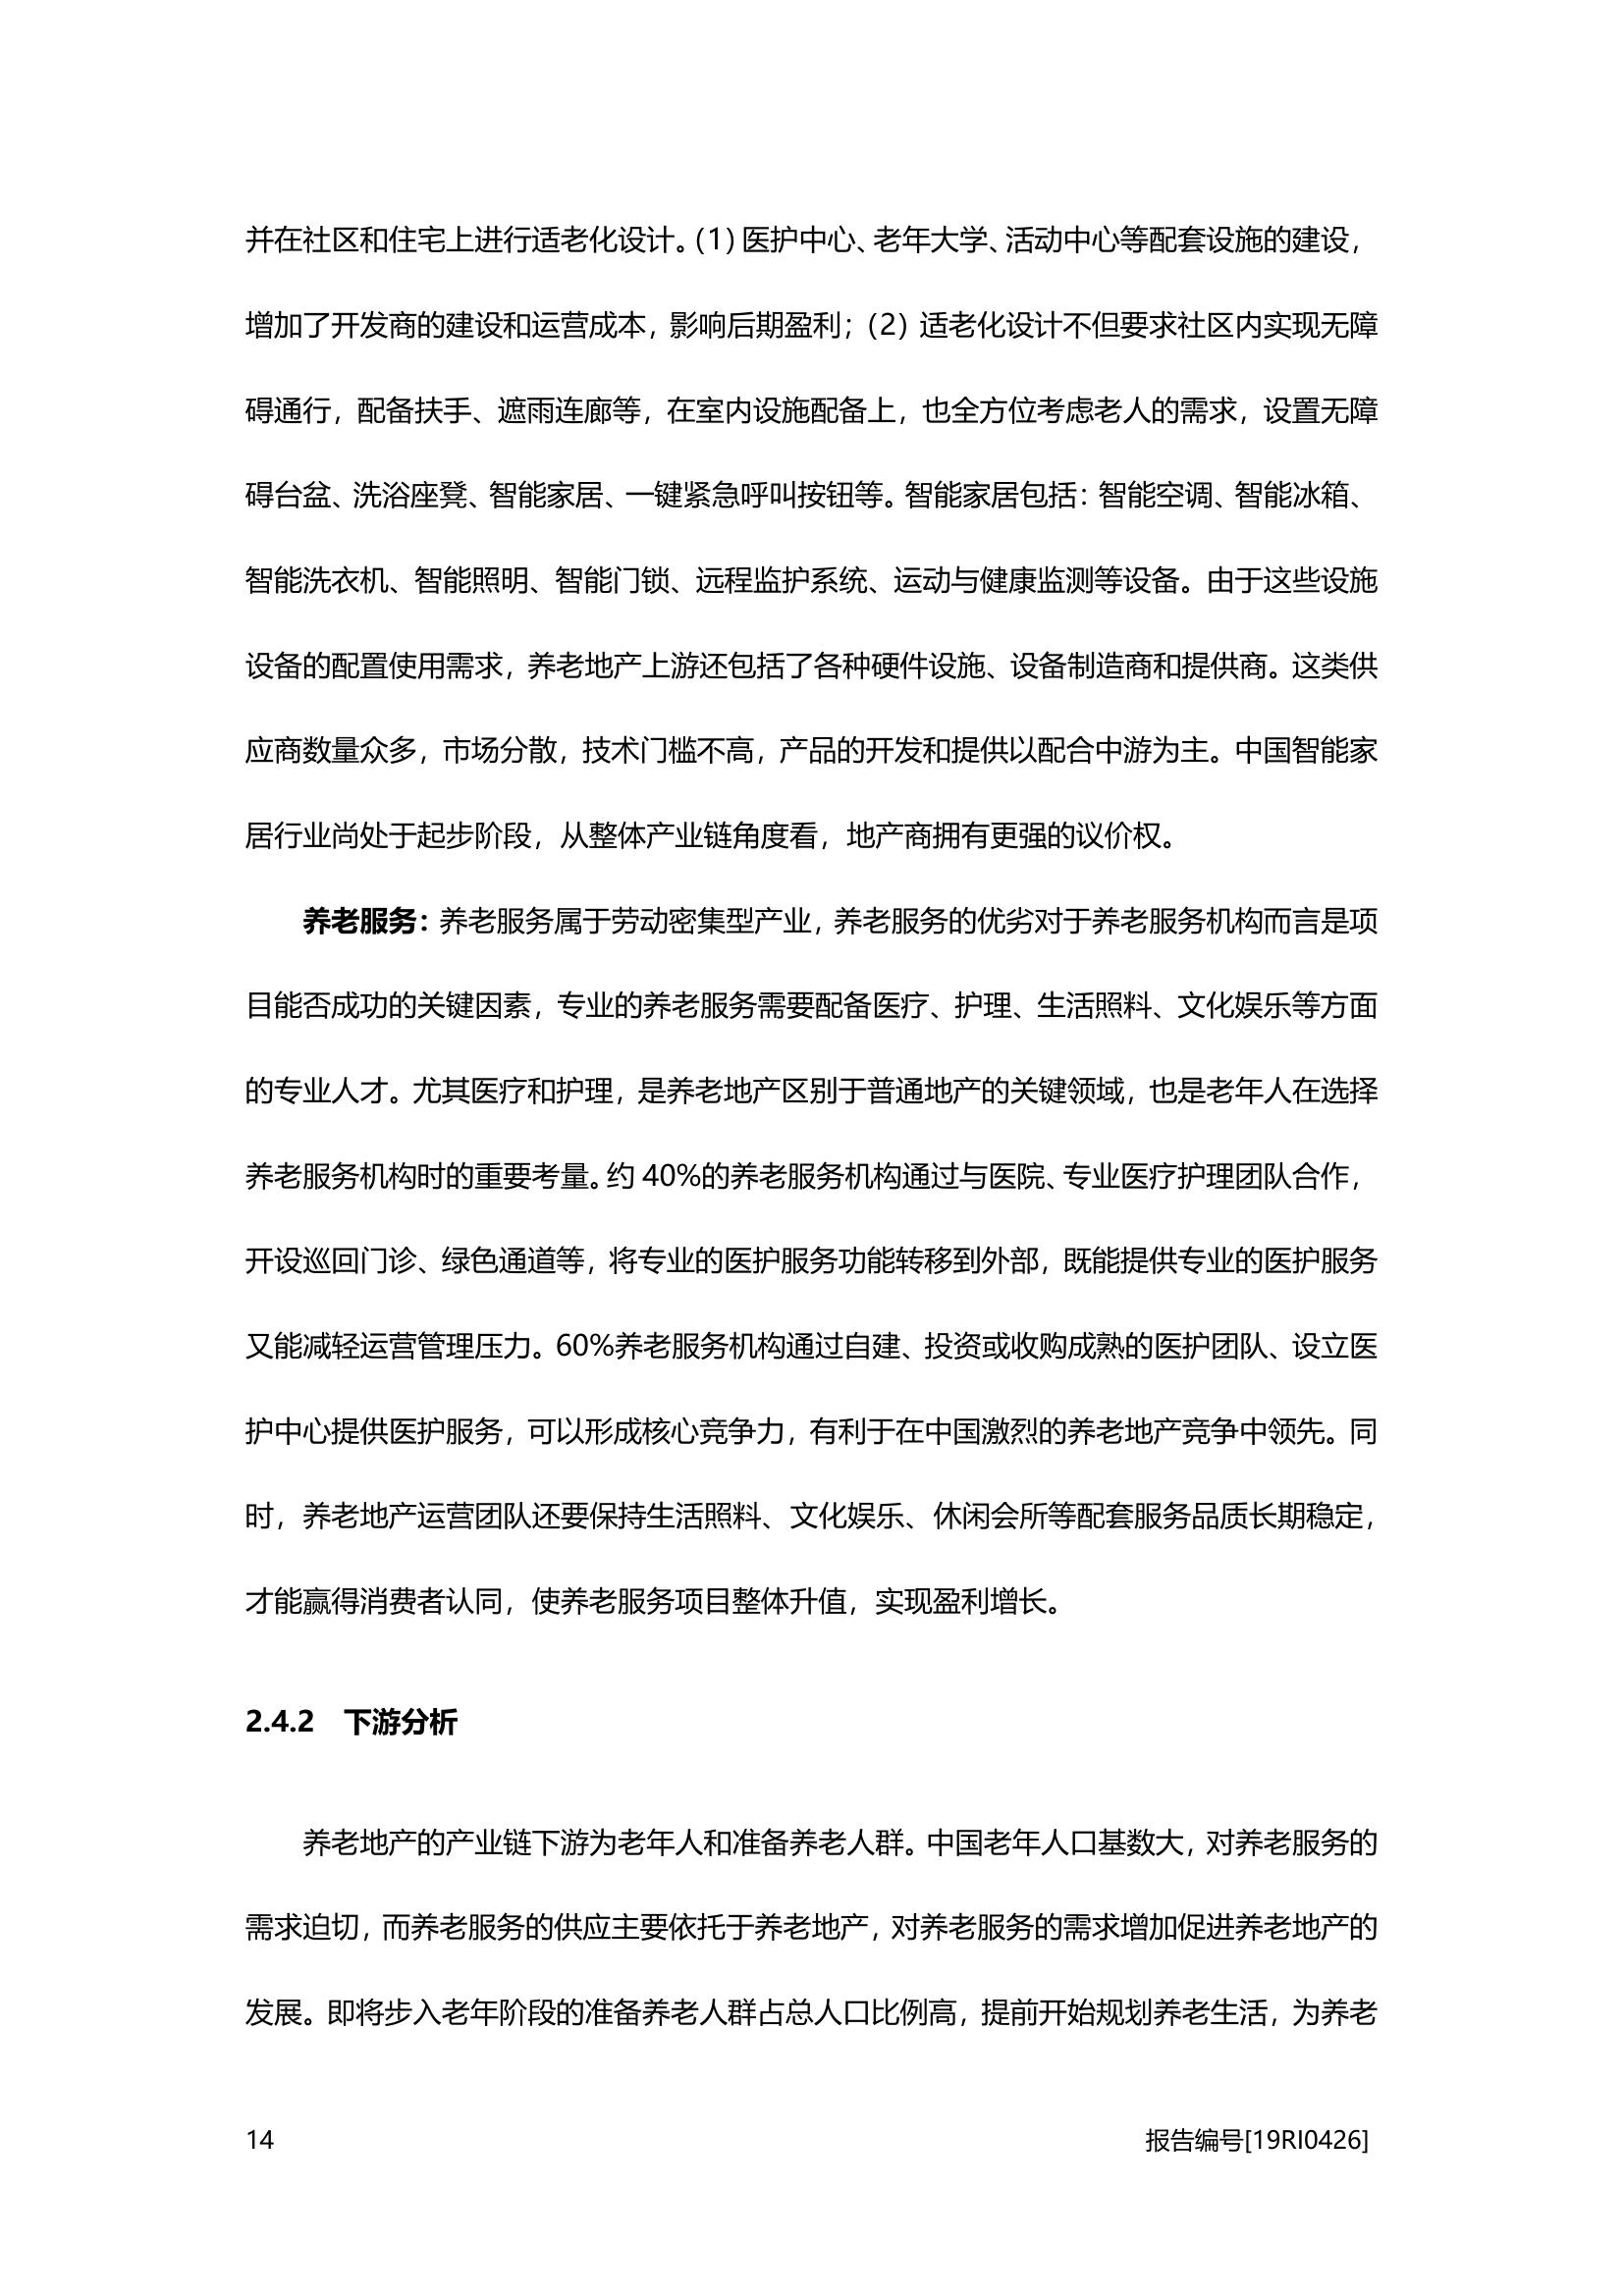 并在社区和住宅上进行适老化设计。（1）医护中心、老年大学、活动中心等配套设施的建设，
增加了开发商的建设和运营成本，影响后期盈利；（2）适老化设计不但要求社区内实现无障
碍通行，配备扶手、遮雨连廊等，在室内设施配备上，也全方位考虑老人的需求，设置无障
碍台盆、洗浴座凳、智能家居、一键紧急呼叫按钮等。智能家居包括：智能空调、智能冰箱、
智能洗衣机、智能照明、智能门锁、远程监护系统、运动与健康监测等设备。由于这些设施
设备的配置使用需求，养老地产上游还包括了各种硬件设施、设备制造商和提供商。这类供
应商数量众多，市场分散，技术门槛不高，产品的开发和提供以配合中游为主。中国智能家
居行业尚处于起步阶段，从整体产业链角度看，地产商拥有更强的议价权。
养老服务：养老服务属于劳动密集型产业，养老服务的优劣对于养老服务机构而言是项
目能否成功的关键因素，专业的养老服务需要配备医疗、护理、生活照料、文化娱乐等方面
的专业人才。尤其医疗和护理，是养老地产区别于普通地产的关键领域，也是老年人在选择
养老服务机构时的重要考量。约 40%的养老服务机构通过与医院、专业医疗护理团队合作，
开设巡回门诊、绿色通道等，将专业的医护服务功能转移到外部，既能提供专业的医护服务
又能减轻运营管理压力。60%养老服务机构通过自建、投资或收购成熟的医护团队、设立医
护中心提供医护服务，可以形成核心竞争力，有利于在中国激烈的养老地产竞争中领先。同
时，养老地产运营团队还要保持生活照料、文化娱乐、休闲会所等配套服务品质长期稳定，
才能赢得消费者认同，使养老服务项目整体升值，实现盈利增长。
2.4.2 下游分析
养老地产的产业链下游为老年人和准备养老人群。中国老年人口基数大，对养老服务的
需求迫切，而养老服务的供应主要依托于养老地产，对养老服务的需求增加促进养老地产的
发展。即将步入老年阶段的准备养老人群占总人口比例高，提前开始规划养老生活，为养老
14 报告编号[19RI0426]